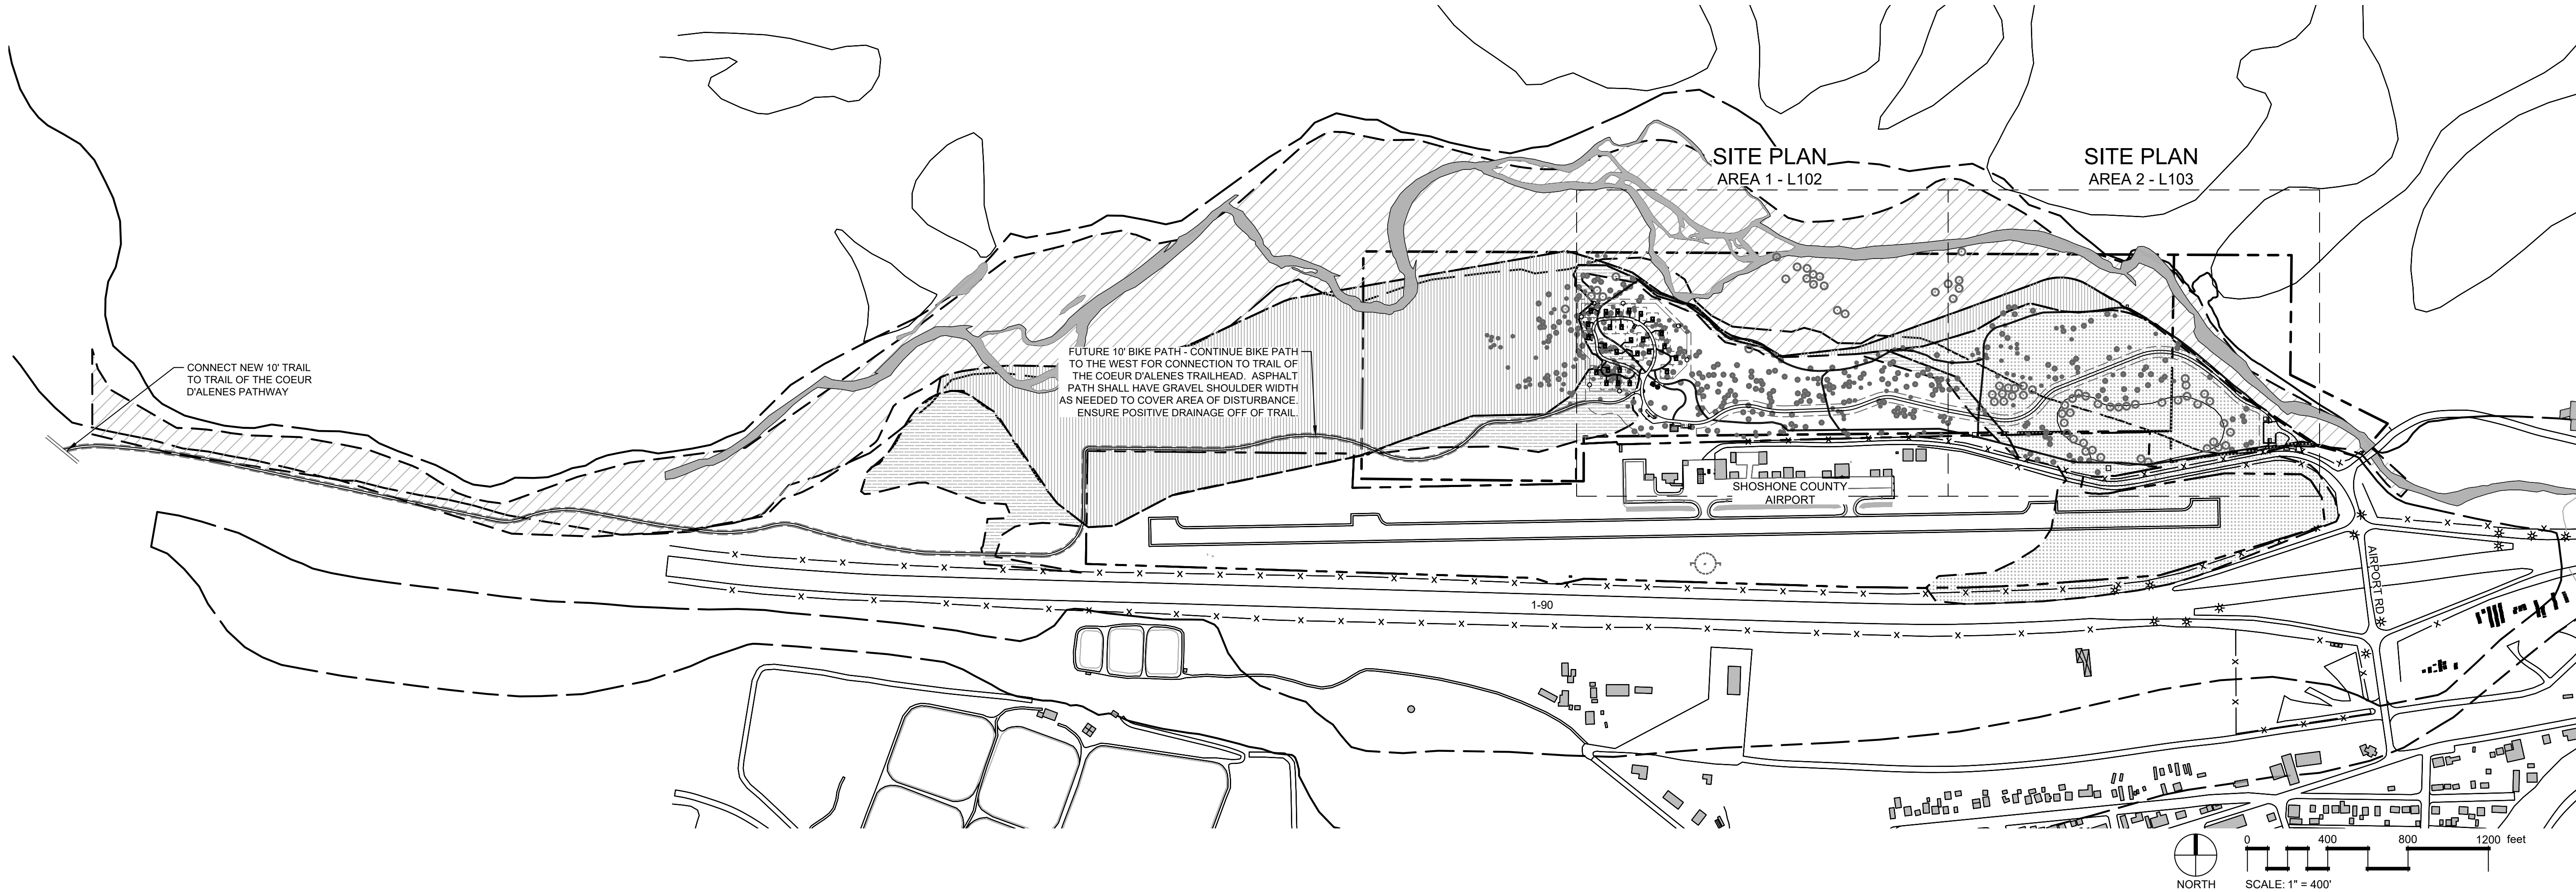 SITE PLAN
AREA 1 - L102
SITE PLAN
AREA 2 - L103
CONNECT NEW 10' TRAIL
TO TRAIL OF THE COEUR
D'ALENES PATHWAY
FUTURE 10' BIKE PATH - CONTINUE BIKE PATH
TO THE WEST FOR CONNECTION TO TRAIL OF
THE COEUR D'ALENES TRAILHEAD. ASPHALT
PATH SHALL HAVE GRAVEL SHOULDER WIDTH
AS NEEDED TO COVER AREA OF DISTURBANCE.
ENSURE POSITIVE DRAINAGE OFF OF TRAIL.
SHOSHONE COUNTY
AIRPORT
AIRPORT RD
1-90
NORTH
0 400 800 1200 feet
SCALE: 1" = 400'